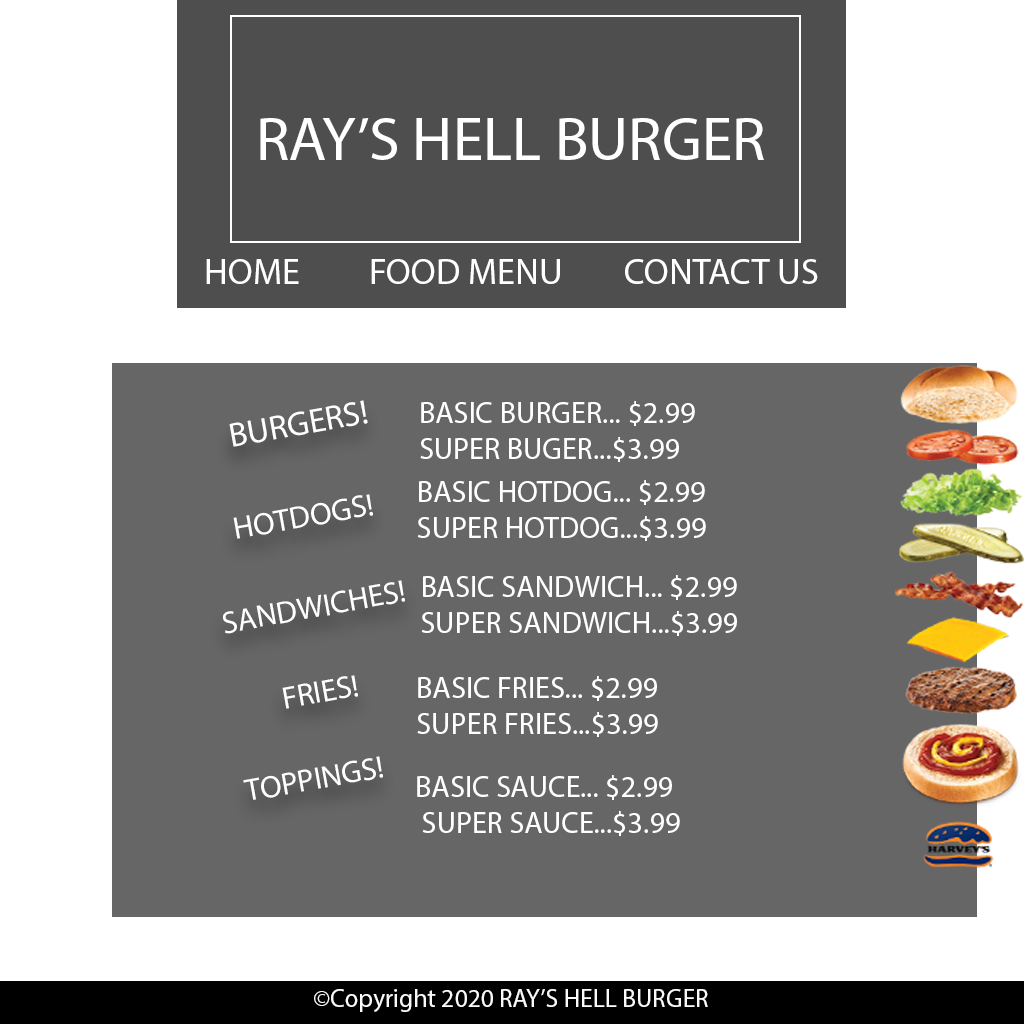 RAY’S HELL BURGER
HOME FOOD MENU CONTACT US
BURGERS!
BASIC BURGER... $2.99
SUPER BUGER...$3.99
HOTDOGS!
BASIC HOTDOG... $2.99
SUPER HOTDOG...$3.99
SANDWICHES!
BASIC SANDWICH... $2.99
SUPER SANDWICH...$3.99
FRIES!
BASIC FRIES... $2.99
SUPER FRIES...$3.99
TOPPINGS!
BASIC SAUCE... $2.99
SUPER SAUCE...$3.99
HARVEY'S
©Copyright 2020 RAY’S HELL BURGER